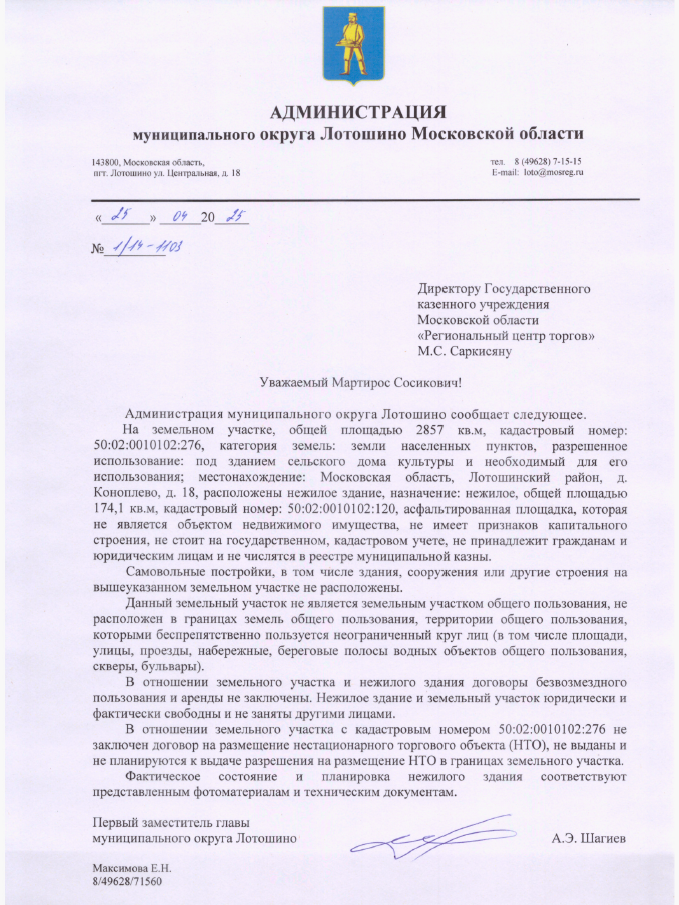 АДМИНИСТРАЦИЯ
муниципального округа Лотошино Московской области
143800, Московская область,
пгт. Лотошино ул. Центральная, д. 18
тел. 8 (49628) 7-15-15
E-mail: loto@mosreg.ru
«25» 04 2025
№ 1/14-1103
Директору Государственного
казенного учреждения
Московской области
«Региональный центр торгов»
М.С. Саркисяну
Уважаемый Мартирос Сосикович!
Администрация муниципального округа Лотошино сообщает следующее.
На земельном участке, общей площадью 2857 кв.м, кадастровый номер:
50:02:0010102:276, категория земель: земли населенных пунктов, разрешенное
использование: под зданием сельского дома культуры и необходимый для его
использования; местонахождение: Московская область, Лотошинский район, д.
Коноплево, д. 18, расположены нежилое здание, назначение: нежилое, общей площадью
174,1 кв.м, кадастровый номер: 50:02:0010102:120, асфальтированная площадка, которая
не является объектом недвижимого имущества, не имеет признаков капитального
строения, не стоит на государственном, кадастровом учете, не принадлежит гражданам и
юридическим лицам и не числятся в реестре муниципальной казны.
Самовольные постройки, в том числе здания, сооружения или другие строения на
вышеуказанном земельном участке не расположены.
Данный земельный участок не является земельным участком общего пользования, не
расположен в границах земель общего пользования, территории общего пользования,
которыми беспрепятственно пользуется неограниченный круг лиц (в том числе площади,
улицы, проезды, набережные, береговые полосы водных объектов общего пользования,
скверы, бульвары).
В отношении земельного участка и нежилого здания договоры безвозмездного
пользования и аренды не заключены. Нежилое здание и земельный участок юридически и
фактически свободны и не заняты другими лицами.
В отношении земельного участка с кадастровым номером 50:02:0010102:276 не
заключен договор на размещение нестационарного торгового объекта (НТО), не выданы и
не планируются к выдаче разрешения на размещение НТО в границах земельного участка.
Фактическое состояние и планировка нежилого здания соответствуют
представленным фотоматериалам и техническим документам.
Первый заместитель главы
муниципального округа Лотошино
А.Э. Шагиев
Максимова Е.Н.
8/49628/71560